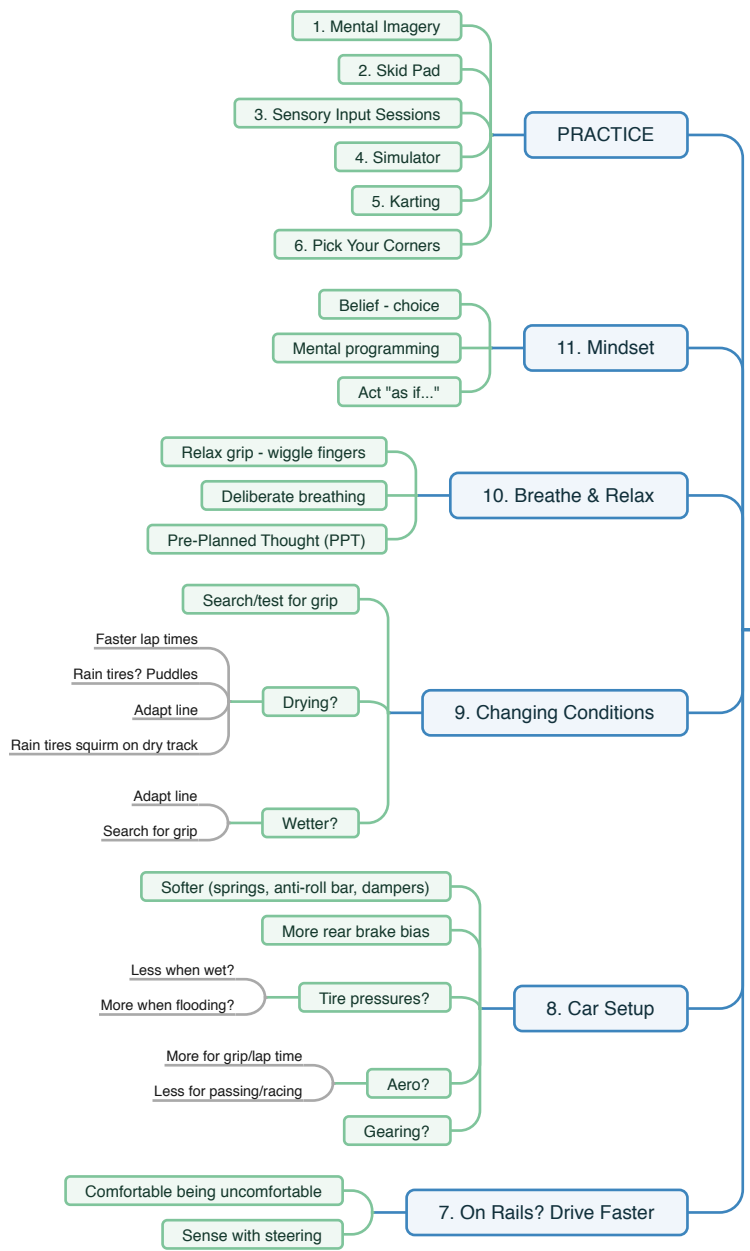 PRACTICE
1. Mental Imagery
2. Skid Pad
3. Sensory Input Sessions
4. Simulator
5. Karting
6. Pick Your Corners
11. Mindset
Belief - choice
Mental programming
Act "as if..."
10. Breathe & Relax
Relax grip - wiggle fingers
Deliberate breathing
Pre-Planned Thought (PPT)
9. Changing Conditions
Search/test for grip
Drying?
Faster lap times
Rain tires? Puddles
Adapt line
Rain tires squirm on dry track
Wetter?
Adapt line
Search for grip
8. Car Setup
Softer (springs, anti-roll bar, dampers)
More rear brake bias
Tire pressures?
Less when wet?
More when flooding?
Aero?
More for grip/lap time
Less for passing/racing
Gearing?
7. On Rails? Drive Faster
Comfortable being uncomfortable
Sense with steering